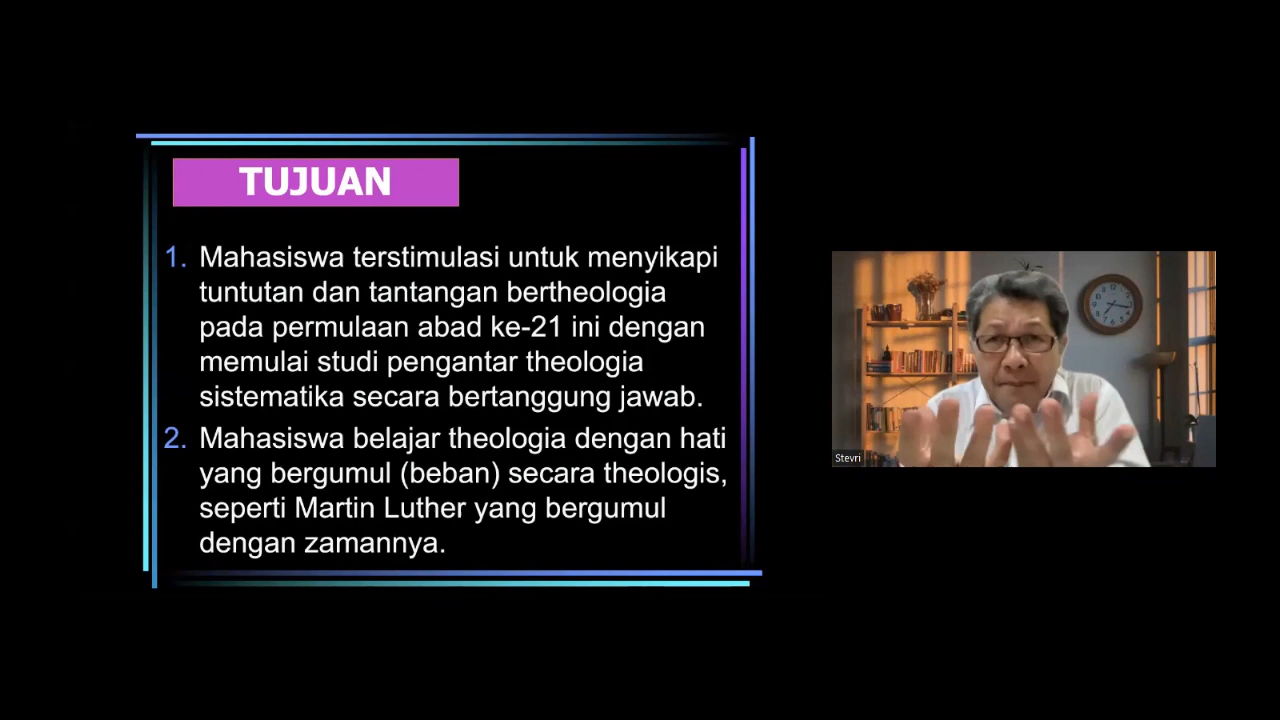 TUJUAN
1. Mahasiswa terstimulasi untuk menyikapi
tuntutan dan tantangan bertheologia
pada permulaan abad ke-21 ini dengan
memulai studi pengantar theologia
sistematika secara bertanggung jawab.
2. Mahasiswa belajar theologia dengan hati
yang bergumul (beban) secara theologis,
seperti Martin Luther yang bergumul
dengan zamannya.
Stevri